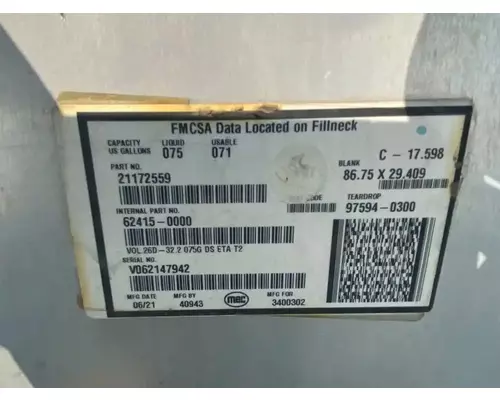 FMCSA Data Located on Fillneck
CAPACITY LIQUID USABLE
US GALLONS 075 071
C - 17.598
BLANK
86.75 X 29.409
PART NO.
21172559
CODE
TEARDROP
97594-0300
INTERNAL PART NO.
62415-0000
VOL 26D-32.2 075G DS ETA T2
SERIAL NO.
V062147942
MFG DATE MFG BY MFG FOR
06/21 40943 mec 3400302